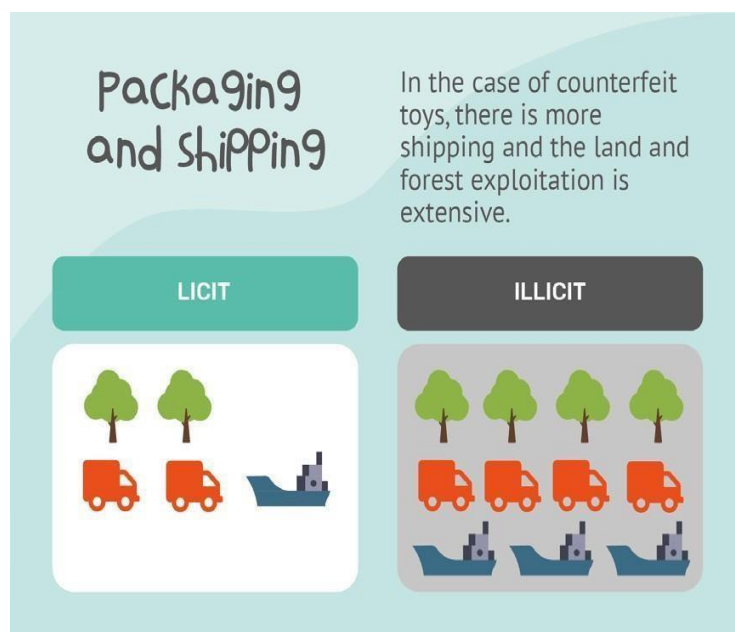 Packaging
and shipping
In the case of counterfeit
toys, there is more
shipping and the land and
forest exploitation is
extensive.
LICIT
ILLICIT